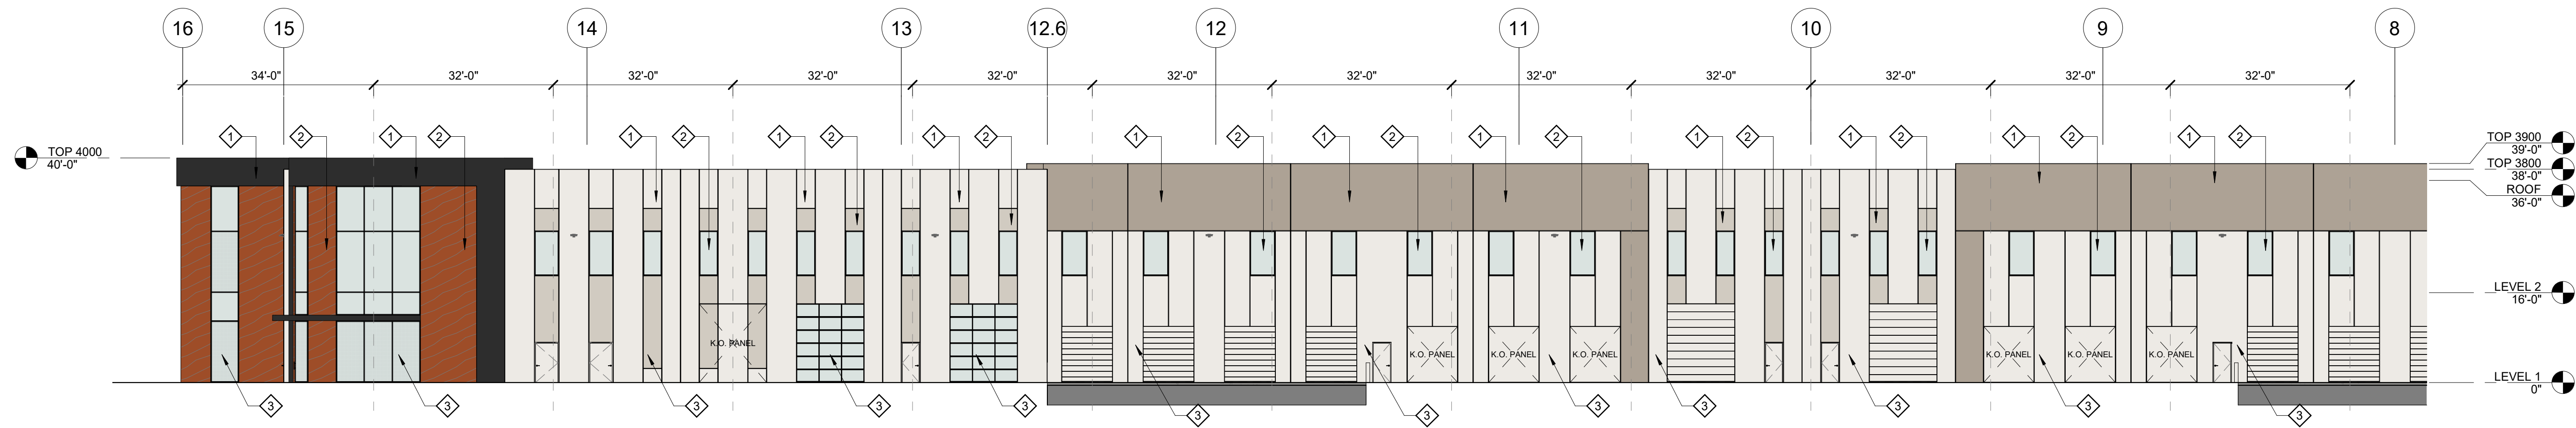 16 15 14 13 12.6 12 11 10 9 8
34'-0" 32'-0" 32'-0" 32'-0" 32'-0" 32'-0" 32'-0" 32'-0" 32'-0" 32'-0" 32'-0" 32'-0"
1 2 1 2 1 2 1 2 1 2 1 2 1 2 1 2 1 2 1 2 1 2 1 2
TOP 4000
40'-0"
TOP 3900
39'-0"
TOP 3800
38'-0"
ROOF
36'-0"
LEVEL 2
16'-0"
K.O. PANEL
K.O. PANEL K.O. PANEL K.O. PANEL K.O. PANEL K.O. PANEL K.O. PANEL
LEVEL 1
0"
3 3 3 3 3 3 3 3 3 3 3 3